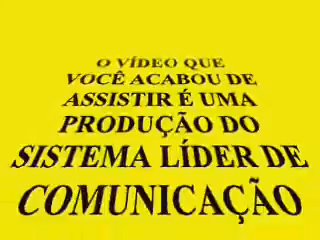 O VÍDEO QUE
VOCÊ ACABOU DE
ASSISTIR É UMA
PRODUÇÃO DO
SISTEMA LÍDER DE
COMUNICAÇÃO